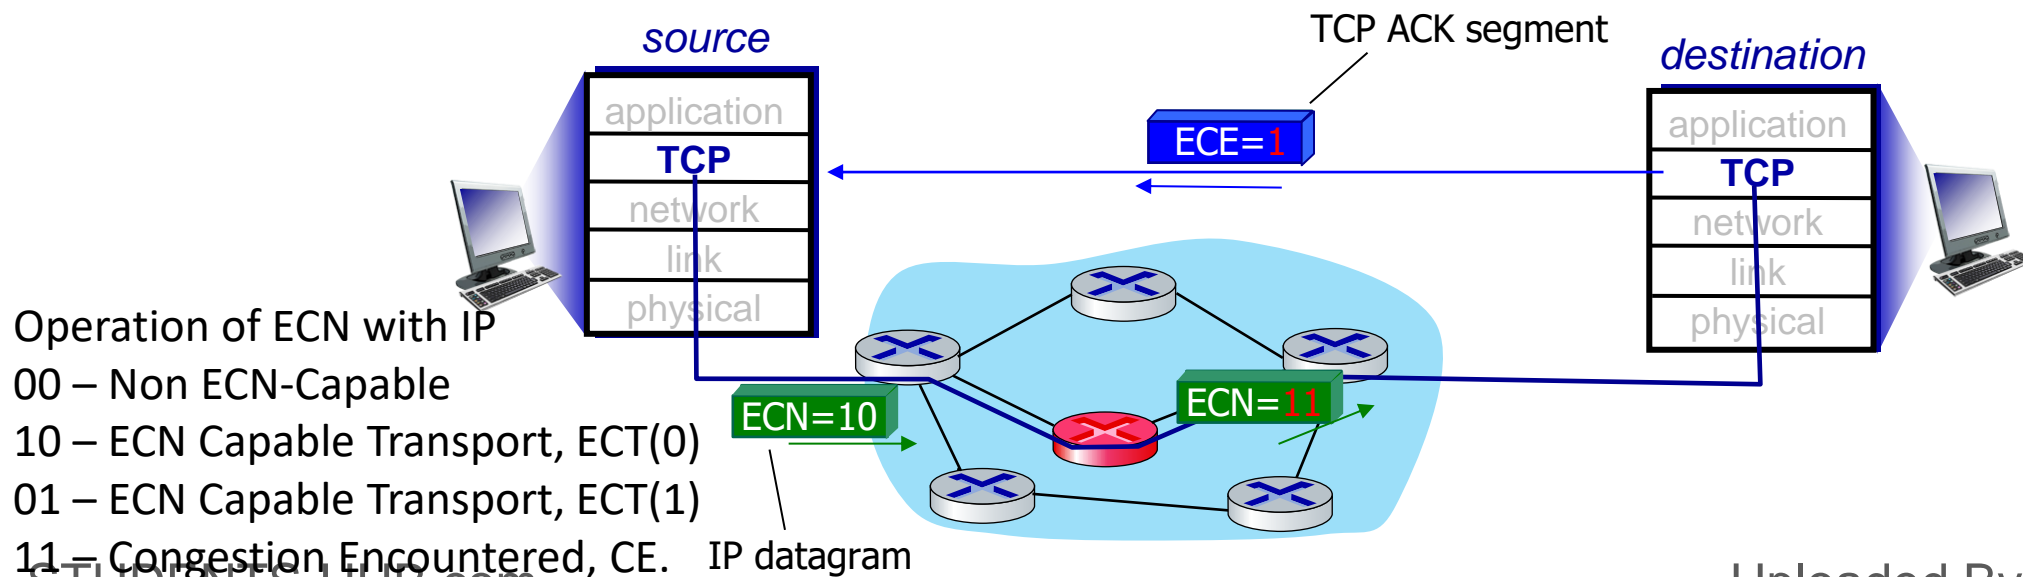 source
TCP ACK segment
destination
application
TCP
network
link
physical
ECE=1
application
TCP
network
link
physical
Operation of ECN with IP
00 – Non ECN-Capable
10 – ECN Capable Transport, ECT(0)
01 – ECN Capable Transport, ECT(1)
11 – Congestion Encountered, CE.
ECN=10
ECN=11
IP datagram
Uploaded By